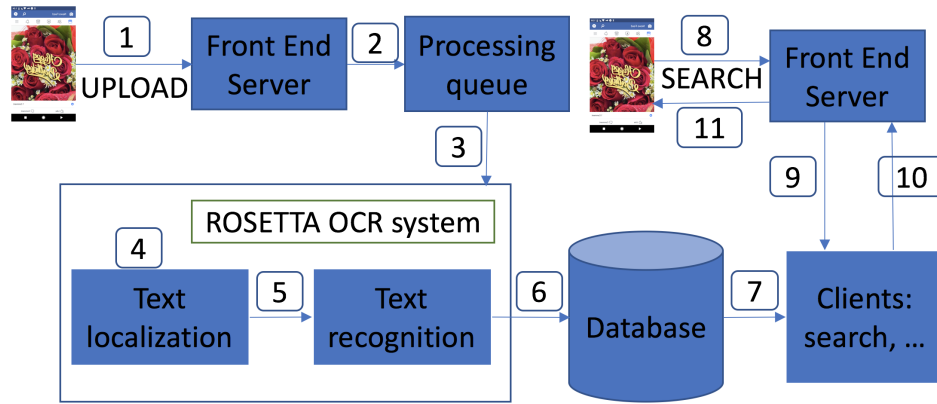 1
UPLOAD
Front End
Server
2
Processing
queue
3
ROSETTA OCR system
4
Text
localization
5
Text
recognition
6
Database
7
Clients:
search, ...
8
SEARCH
11
Front End
Server
9
10